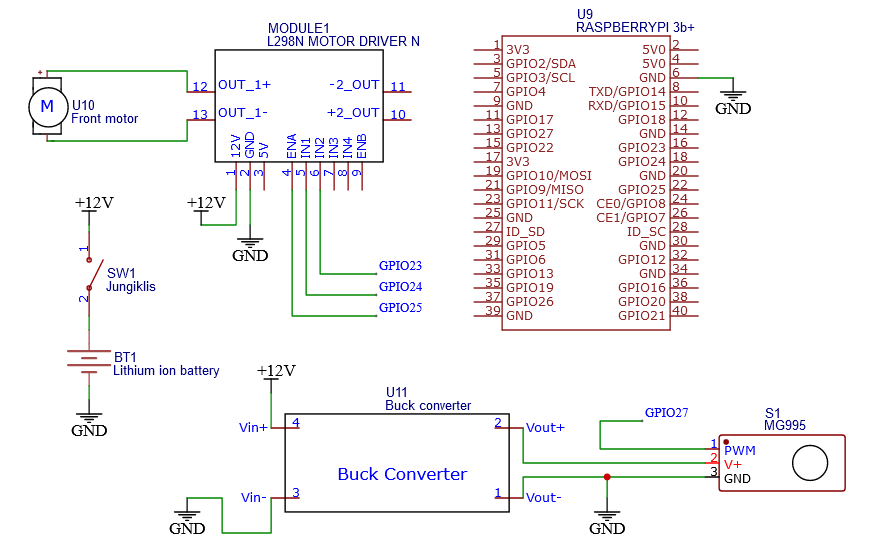 MODULE1
L298N MOTOR DRIVER N
+
M
U10
Front motor
12 OUT_1+
13 OUT_1-
-2_OUT 11
+2_OUT 10
12V
GND
5V
ENA
IN1
IN2
IN3
IN4
ENB
1 2 3 4 5 6 7 8 9
+12V
GND
GPIO23
GPIO24
GPIO25
U9
RASPBERRYPI 3b+
1 3V3 5V0 2
3 GPIO2/SDA 5V0 4
5 GPIO3/SCL GND 6
7 GPIO4 TXD/GPIO14 8
9 GND RXD/GPIO15 10
11 GPIO17 GPIO18 12
13 GPIO27 GND 14
15 GPIO22 GPIO23 16
17 3V3 GPIO24 18
19 GPIO10/MOSI GND 20
21 GPIO9/MISO GPIO25 22
23 GPIO11/SCK CE0/GPIO8 24
25 GND CE1/GPIO7 26
27 ID_SD ID_SC 28
29 GPIO5 GND 30
31 GPIO6 GPIO12 32
33 GPIO13 GND 34
35 GPIO19 GPIO16 36
37 GPIO26 GPIO20 38
39 GND GPIO21 40
GND
+12V
1
SW1
Jungiklis
2
BT1
Lithium ion battery
GND
+12V
U11
Buck converter
Vin+ 4
2 Vout+
Buck Converter
Vin- 3
1 Vout-
GND
GND
GPIO27
S1
MG995
1 PWM
2 V+
3 GND